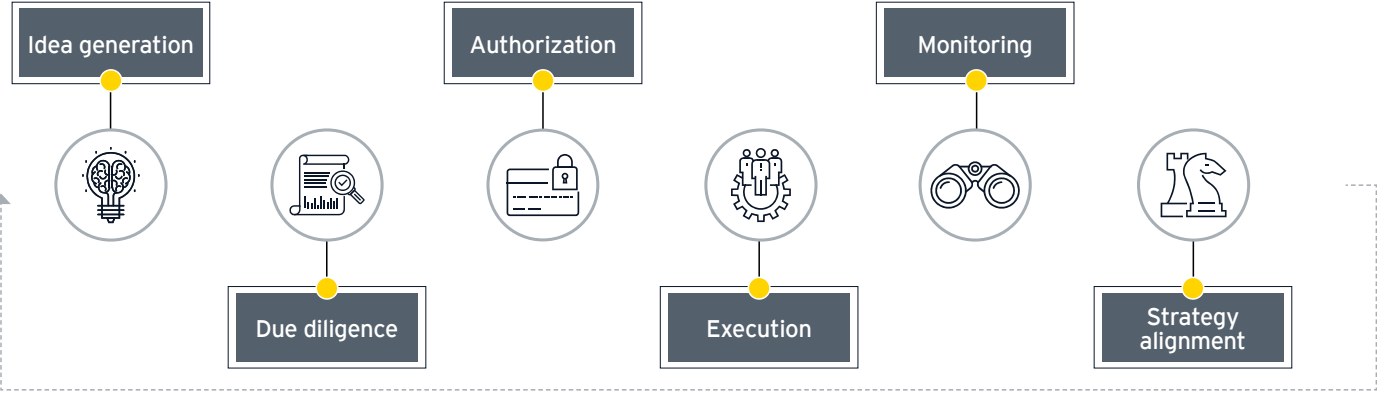 Idea generation
Due diligence
Authorization
Execution
Monitoring
Strategy
alignment